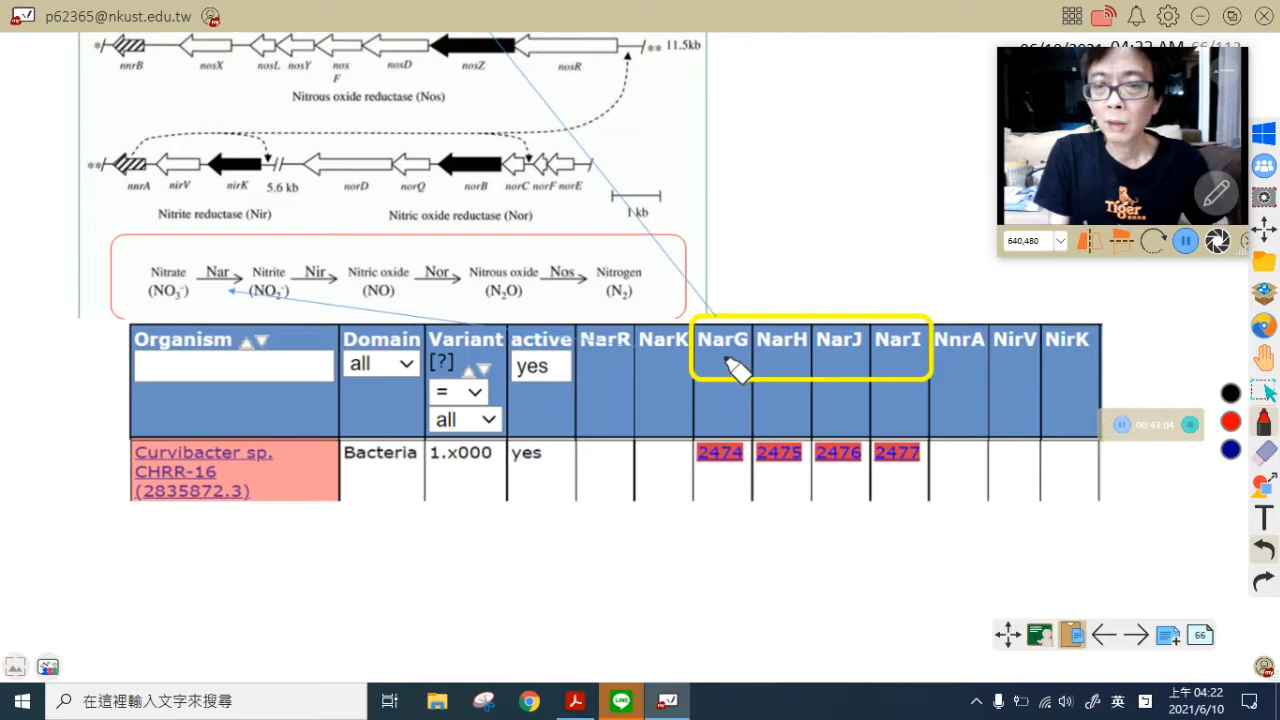 p62365@nkust.edu.tw
*/
nnrB
nosX
nosL
nosY
nos
F
nosD
nosZ
nosR
/** 11.5kb
Nitrous oxide reductase (Nos)
**/
nnrA
nirV
nirK
5.6 kb
norD
norQ
norB
norC
norF
norE
Nitrite reductase (Nir)
Nitric oxide reductase (Nor)
1 kb
Nitrate Nar Nitrite Nir Nitric oxide Nor Nitrous oxide Nos Nitrogen
(NO3-) (NO2-) (NO) (N2O) (N2)
Organism Domain Variant active NarR NarK NarG NarH NarJ NarI NnrA NirV NirK
all [?] yes
=
all
Curvibacter sp. Bacteria 1.x000 yes 2474 2475 2476 2477
CHRR-16
(2835872.3)
Tiger
640,480
00:43:04
T
66
在這裡輸入文字來搜尋
英
上午 04:22
2021/6/10